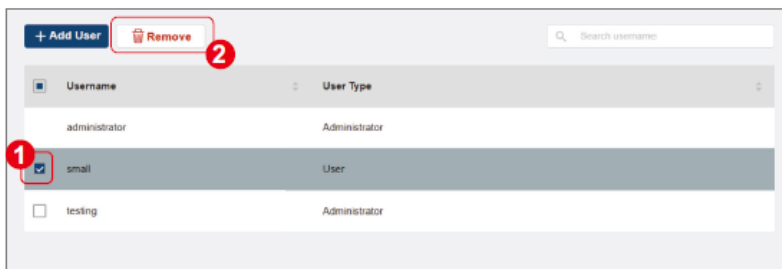 + Add User Remove Search username
2
Username User Type
administrator Administrator
1
small User
testing Administrator